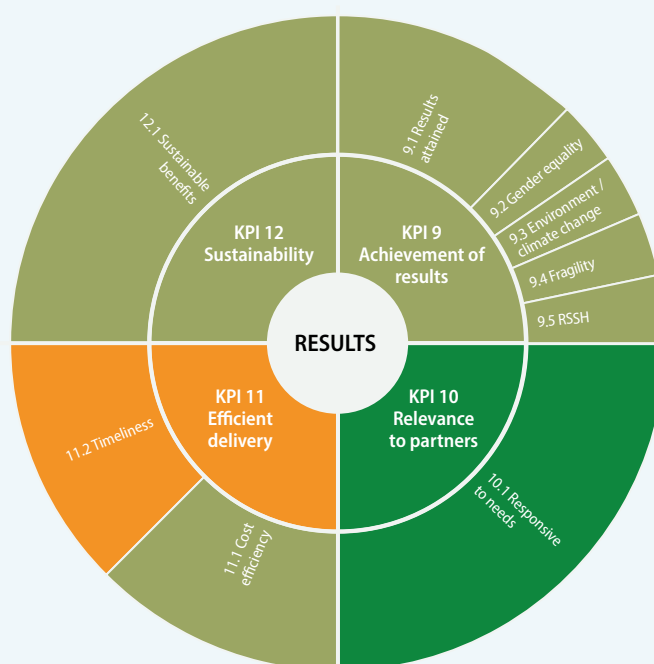 12.1 Sustainable
benefits
9.1 Results
attained
9.2 Gender equality
9.3 Environment /
climate change
9.4 Fragility
9.5 RSSH
KPI 12
Sustainability
KPI 9
Achievement of
results
RESULTS
KPI 11
Efficient
delivery
KPI 10
Relevance
to partners
11.2 Timeliness
11.1 Cost
efficiency
10.1 Responsive
to needs